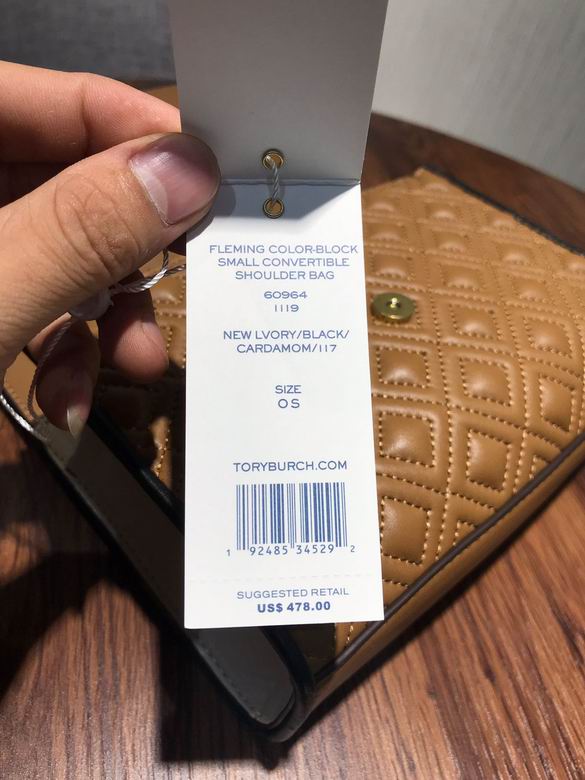 FLEMING COLOR-BLOCK
SMALL CONVERTIBLE
SHOULDER BAG
60964
1119
NEW LVORY/BLACK/
CARDAMOM/117
SIZE
OS
TORYBURCH.COM
1 92485 34529 2
SUGGESTED RETAIL
US$ 478.00